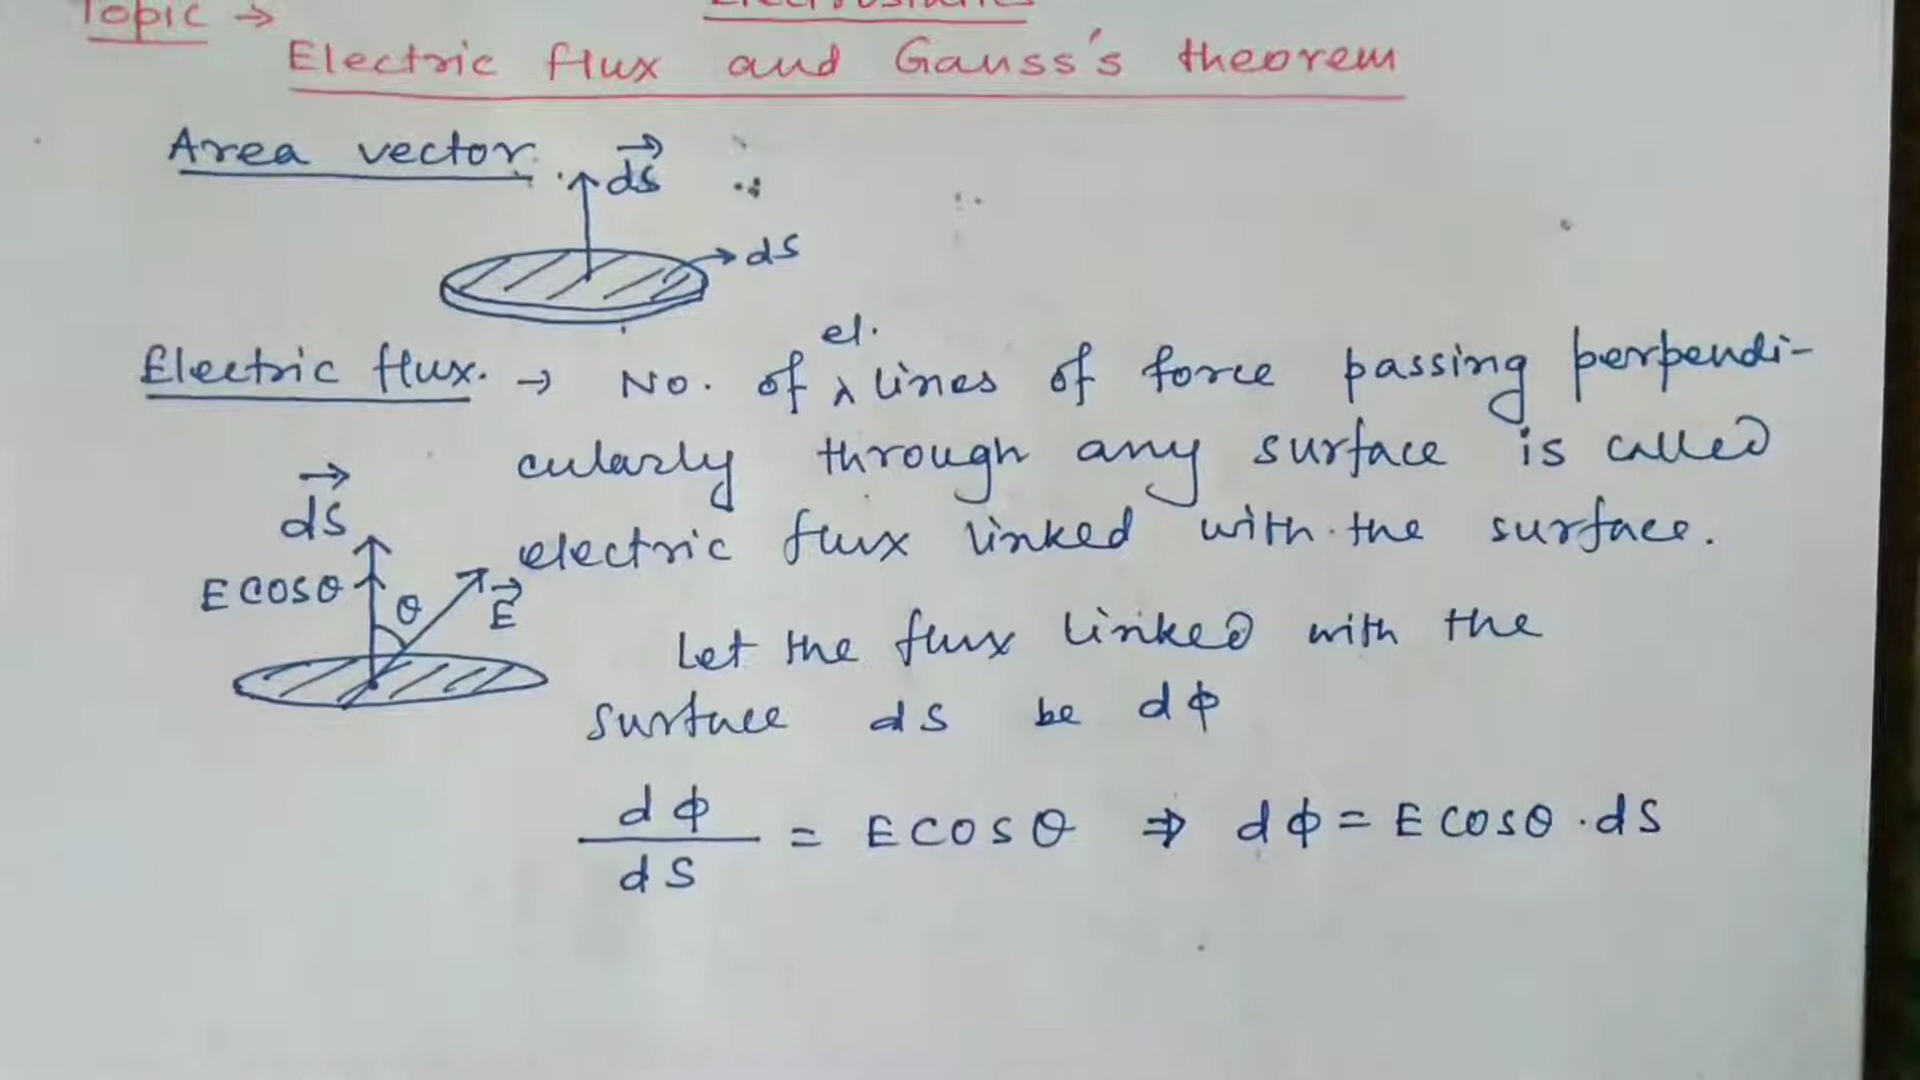 Topic →
Electrostatics
Electric flux and Gauss's theorem
Area vector.
d⃗s
ds
el.
Electric flux. → No. of λ lines of force passing perpendi-
cularly through any surface is called
electric flux linked with the surface.
d⃗s
E cosθ
θ
E⃗
Let the flux linked with the
surface ds be dϕ
dϕ/dS = E cosθ ⇒ dϕ = E cosθ · ds